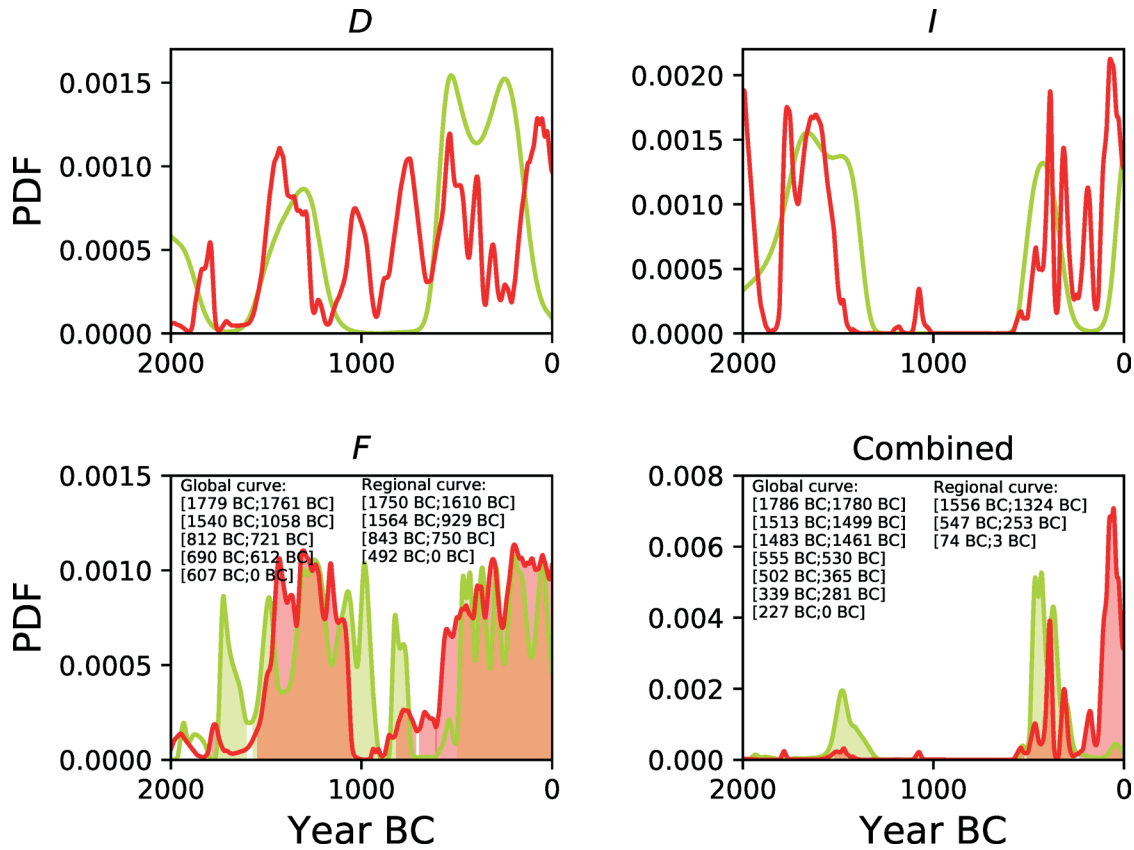 D
I
PDF
0.0015
0.0010
0.0005
0.0000
2000
1000
0
0.0020
0.0015
0.0010
0.0005
0.0000
2000
1000
0
F
Combined
PDF
0.0015
0.0010
0.0005
0.0000
Global curve:
[1779 BC;1761 BC]
[1540 BC;1058 BC]
[812 BC;721 BC]
[690 BC;612 BC]
[607 BC;0 BC]
Regional curve:
[1750 BC;1610 BC]
[1564 BC;929 BC]
[843 BC;750 BC]
[492 BC;0 BC]
2000
1000
0
Year BC
0.008
0.006
0.004
0.002
0.000
Global curve:
[1786 BC;1780 BC]
[1513 BC;1499 BC]
[1483 BC;1461 BC]
[555 BC;530 BC]
[502 BC;365 BC]
[339 BC;281 BC]
[227 BC;0 BC]
Regional curve:
[1556 BC;1324 BC]
[547 BC;253 BC]
[74 BC;3 BC]
2000
1000
0
Year BC